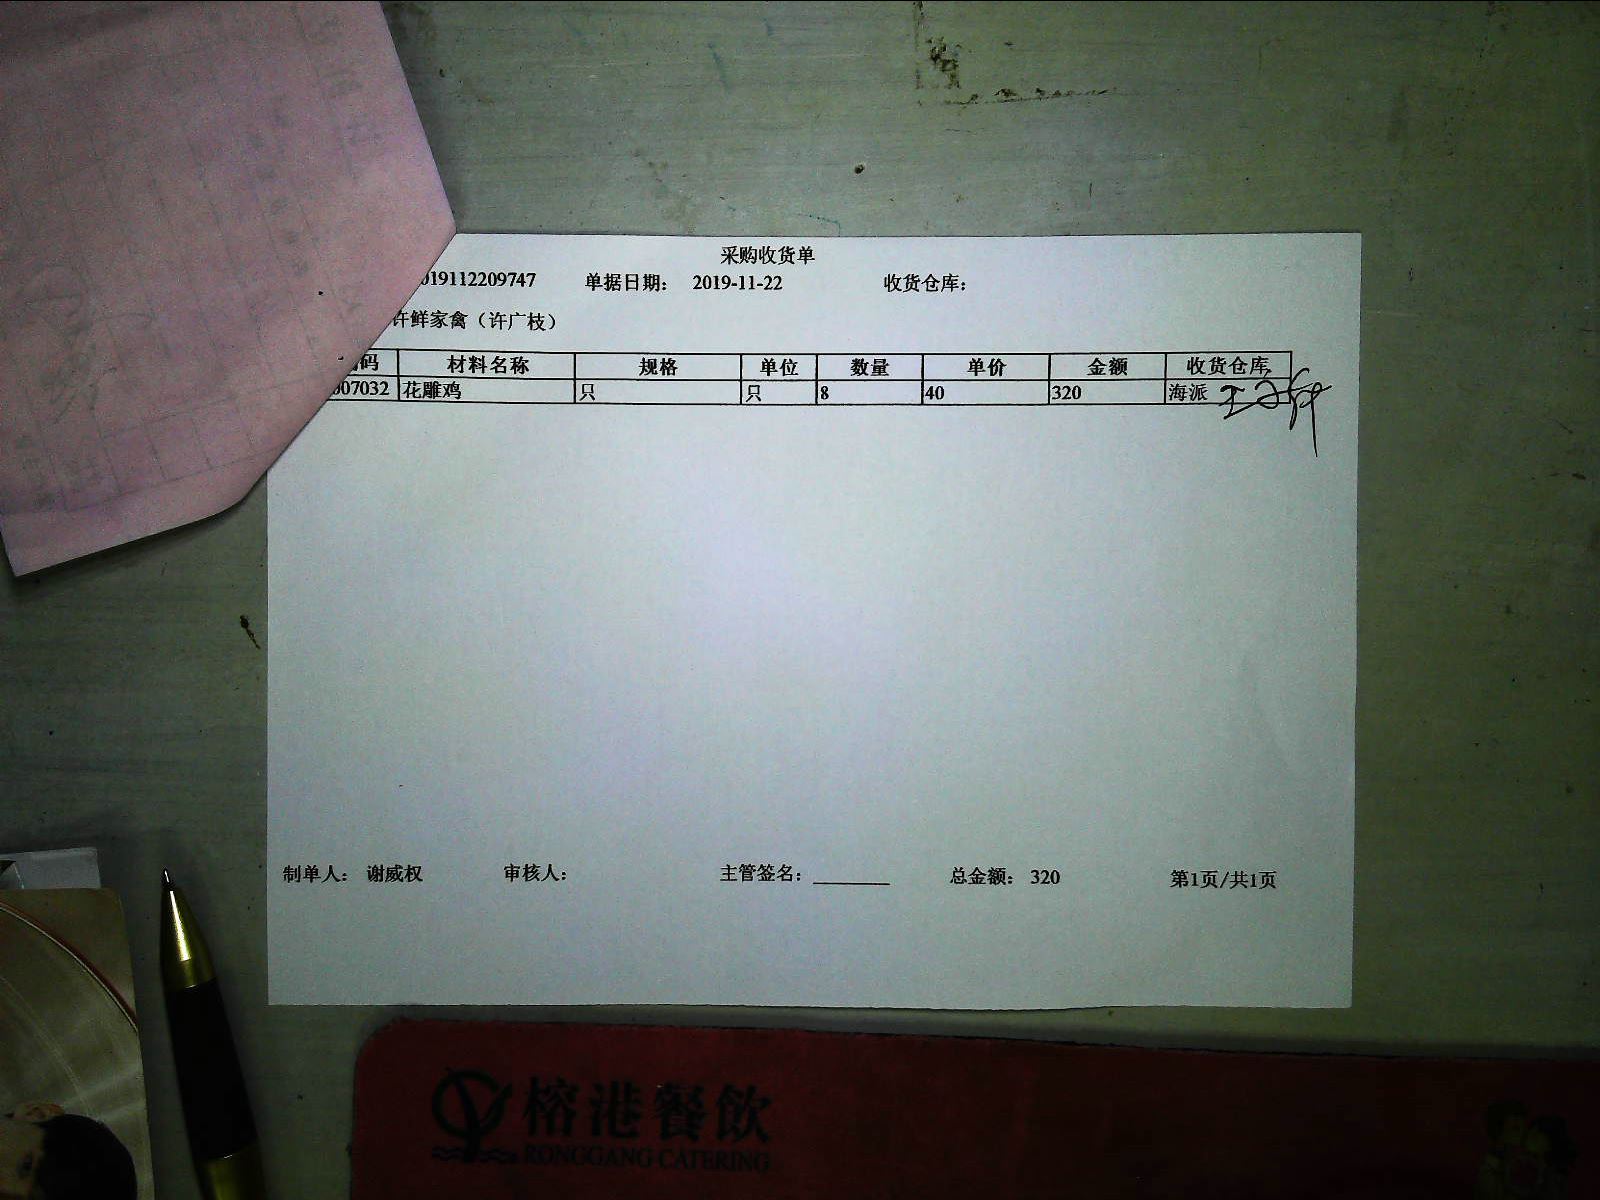 采购收货单
019112209747 单据日期： 2019-11-22 收货仓库：
许鲜家禽（许广枝）
码 材料名称 规格 单位 数量 单价 金额 收货仓库
007032 花雕鸡 只 只 8 40 320 海派
制单人： 谢威权 审核人： 主管签名：________ 总金额： 320 第1页/共1页
榕港餐飲
RONGGANG CATERING